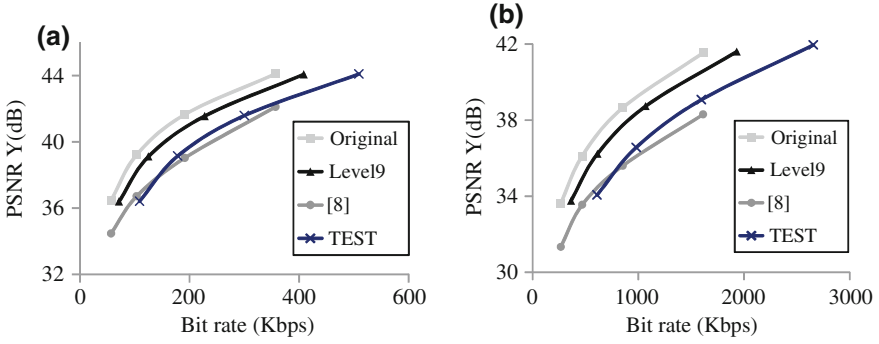 (a)
PSNR Y(dB)
44
40
36
32
0 200 400 600
Bit rate (Kbps)
Original
Level9
[8]
TEST
(b)
PSNR Y(dB)
42
38
34
30
0 1000 2000 3000
Bit rate (Kbps)
Original
Level9
[8]
TEST